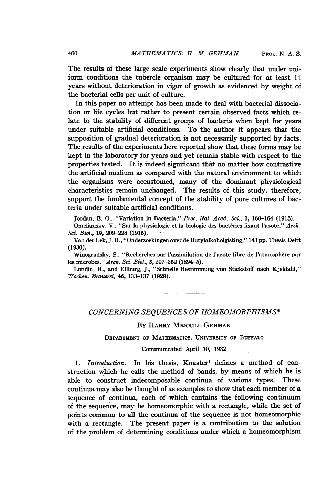 460 MATHEMATICS: H. M. GEHMAN PROC. N. A. S.
The results of these large scale experiments show clearly that under uni-
form conditions the tubercle organism may be cultured for at least 11
years without deterioration in vigor of growth as evidenced by weight of
the bacterial cells per unit of culture.
In this paper no attempt has been made to deal with bacterial dissocia-
tion or life cycles but rather to present certain observed facts which re-
late to the stability of different groups of bacteria when kept for years
under suitable artificial conditions. To the author it appears that the
supposition of gradual deterioration is not necessarily supported by facts.
The results of the experiments here reported show that these forms may be
kept in the laboratory for years and yet remain stable with respect to the
properties tested. It is indeed significant that no matter how contrastive
the artificial medium as compared with the natural environment to which
the organisms were accustomed, many of the dominant physiological
characteristics remain unchanged. The results of this study, therefore,
support the fundamental concept of the stability of pure cultures of bac-
teria under suitable artificial conditions.
Jordan, E. O., "Variation in Bacteria," Proc. Nat. Acad. Sci., 1, 160-164 (1915).
Omelianski, V., "Sur la physiologie et la biologie des bactéries fixant l'azote," Arch.
Sci. Biol., 19, 209-228 (1915).
Van der Lek, J. B., "Onderzoekingen over de Butylalkoholgisting," 141 pp. Thesis Delft
(1930).
Winogradsky, S., "Recherches sur l'assimilation de l'azote libre de l'atmosphère par
les microbes," Arch. Sci. Biol., 3, 297-352 (1894-5).
Lundin, H., and Ellburg, J., "Schnelle Bestimmung von Stickstoff nach Kjeldahl,"
Wochen. Brauerei, 46, 133-137 (1929).
CONCERNING SEQUENCES OF HOMEOMORPHISMS*
BY HARRY MERRILL GEHMAN
DEPARTMENT OF MATHEMATICS, UNIVERSITY OF BUFFALO
Communicated April 10, 1932
1. Introduction. In his thesis, Knaster¹ defines a method of con-
struction which he calls the method of bands, by means of which he is
able to construct indecomposable continua of various types. These
continua may also be thought of as examples to show that each member of a
sequence of continua, each of which contains the following continuum
of the sequence, may be homeomorphic with a rectangle, while the set of
points common to all the continua of the sequence is not homeomorphic
with a rectangle. The present paper is a contribution to the solution
of the problem of determining conditions under which a homeomorphism